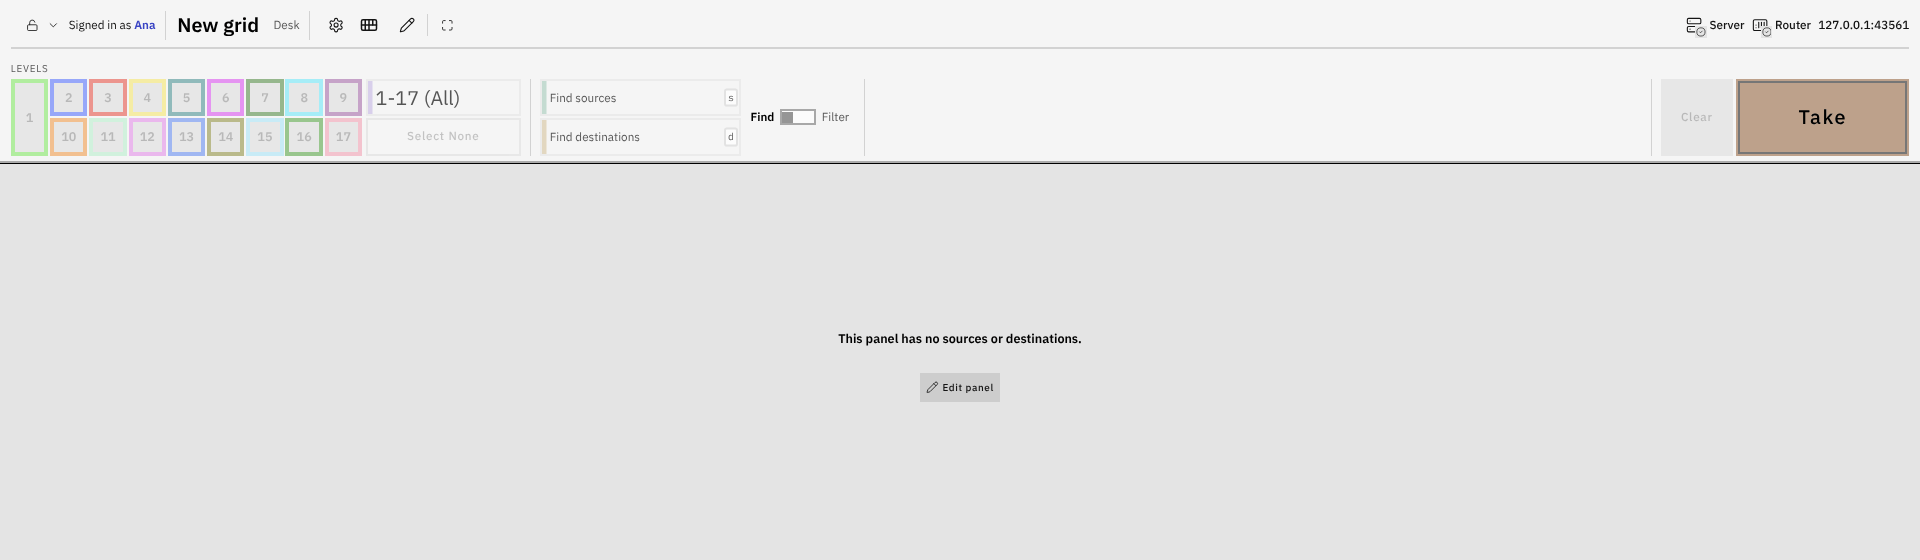 Signed in as Ana
New grid
Desk
Server
Router
127.0.0.1:43561
LEVELS
1
2
3
4
5
6
7
8
9
10
11
12
13
14
15
16
17
1-17 (All)
Select None
Find sources
s
Find destinations
d
Find
Filter
Clear
Take
This panel has no sources or destinations.
Edit panel